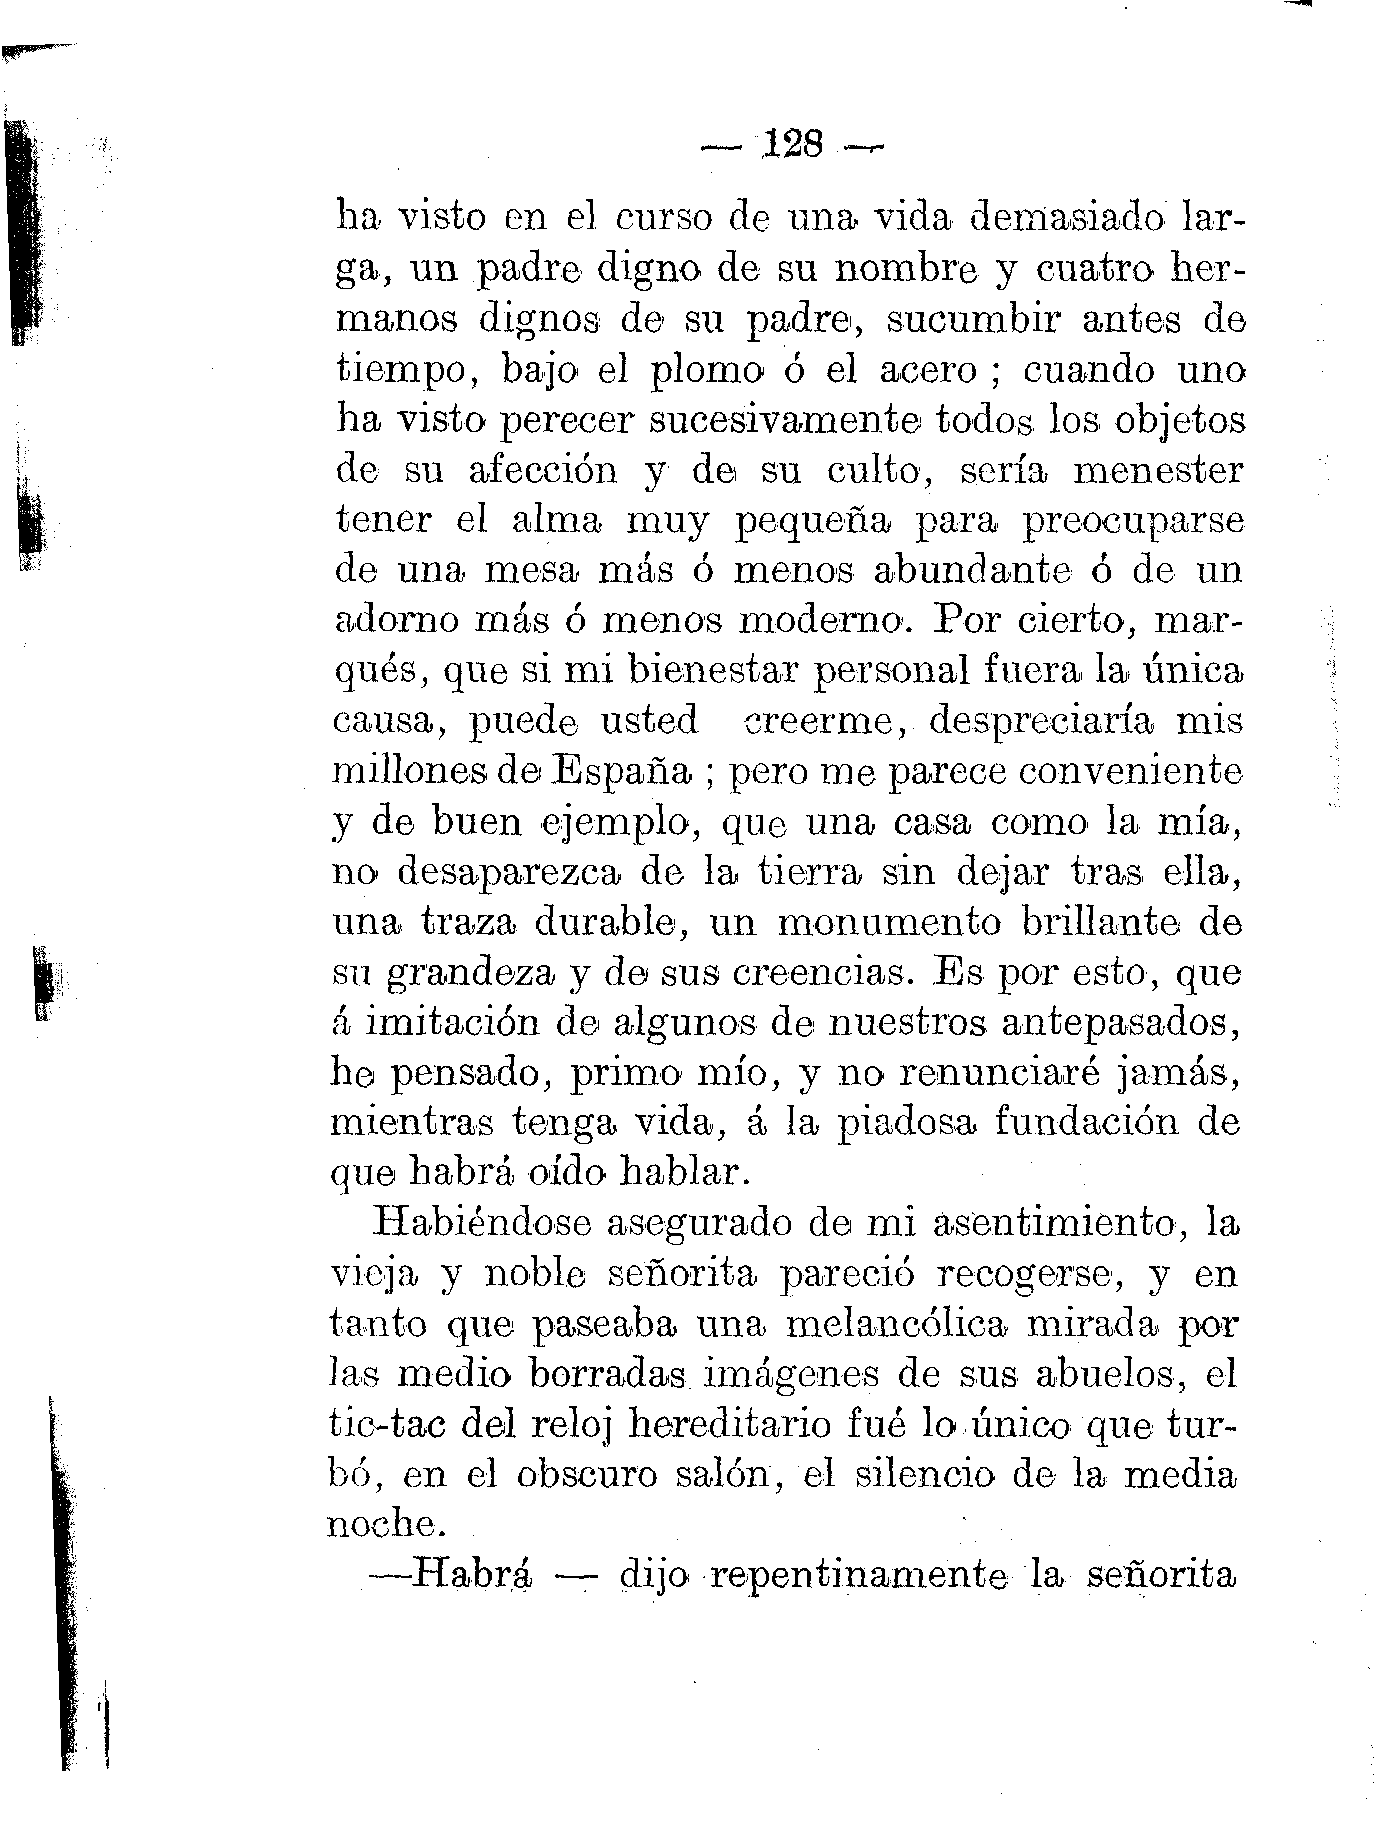 — 128 —
ha visto en el curso de una vida demasiado lar-
ga, un padre digno de su nombre y cuatro her-
manos dignos de su padre, sucumbir antes de
tiempo, bajo el plomo ó el acero ; cuando uno
ha visto perecer sucesivamente todos los objetos
de su afección y de su culto, sería menester
tener el alma muy pequeña para preocuparse
de una mesa más ó menos abundante ó de un
adorno más ó menos moderno. Por cierto, mar-
qués, que si mi bienestar personal fuera la única
causa, puede usted creerme, despreciaría mis
millones de España ; pero me parece conveniente
y de buen ejemplo, que una casa como la mía,
no desaparezca de la tierra sin dejar tras ella,
una traza durable, un monumento brillante de
su grandeza y de sus creencias. Es por esto, que
á imitación de algunos de nuestros antepasados,
he pensado, primo mío, y no renunciaré jamás,
mientras tenga vida, á la piadosa fundación de
que habrá oído hablar.
Habiéndose asegurado de mi asentimiento, la
vieja y noble señorita pareció recogerse, y en
tanto que paseaba una melancólica mirada por
las medio borradas imágenes de sus abuelos, el
tic-tac del reloj hereditario fué lo único que tur-
bó, en el obscuro salón, el silencio de la media
noche.
—Habrá — dijo repentinamente la señorita